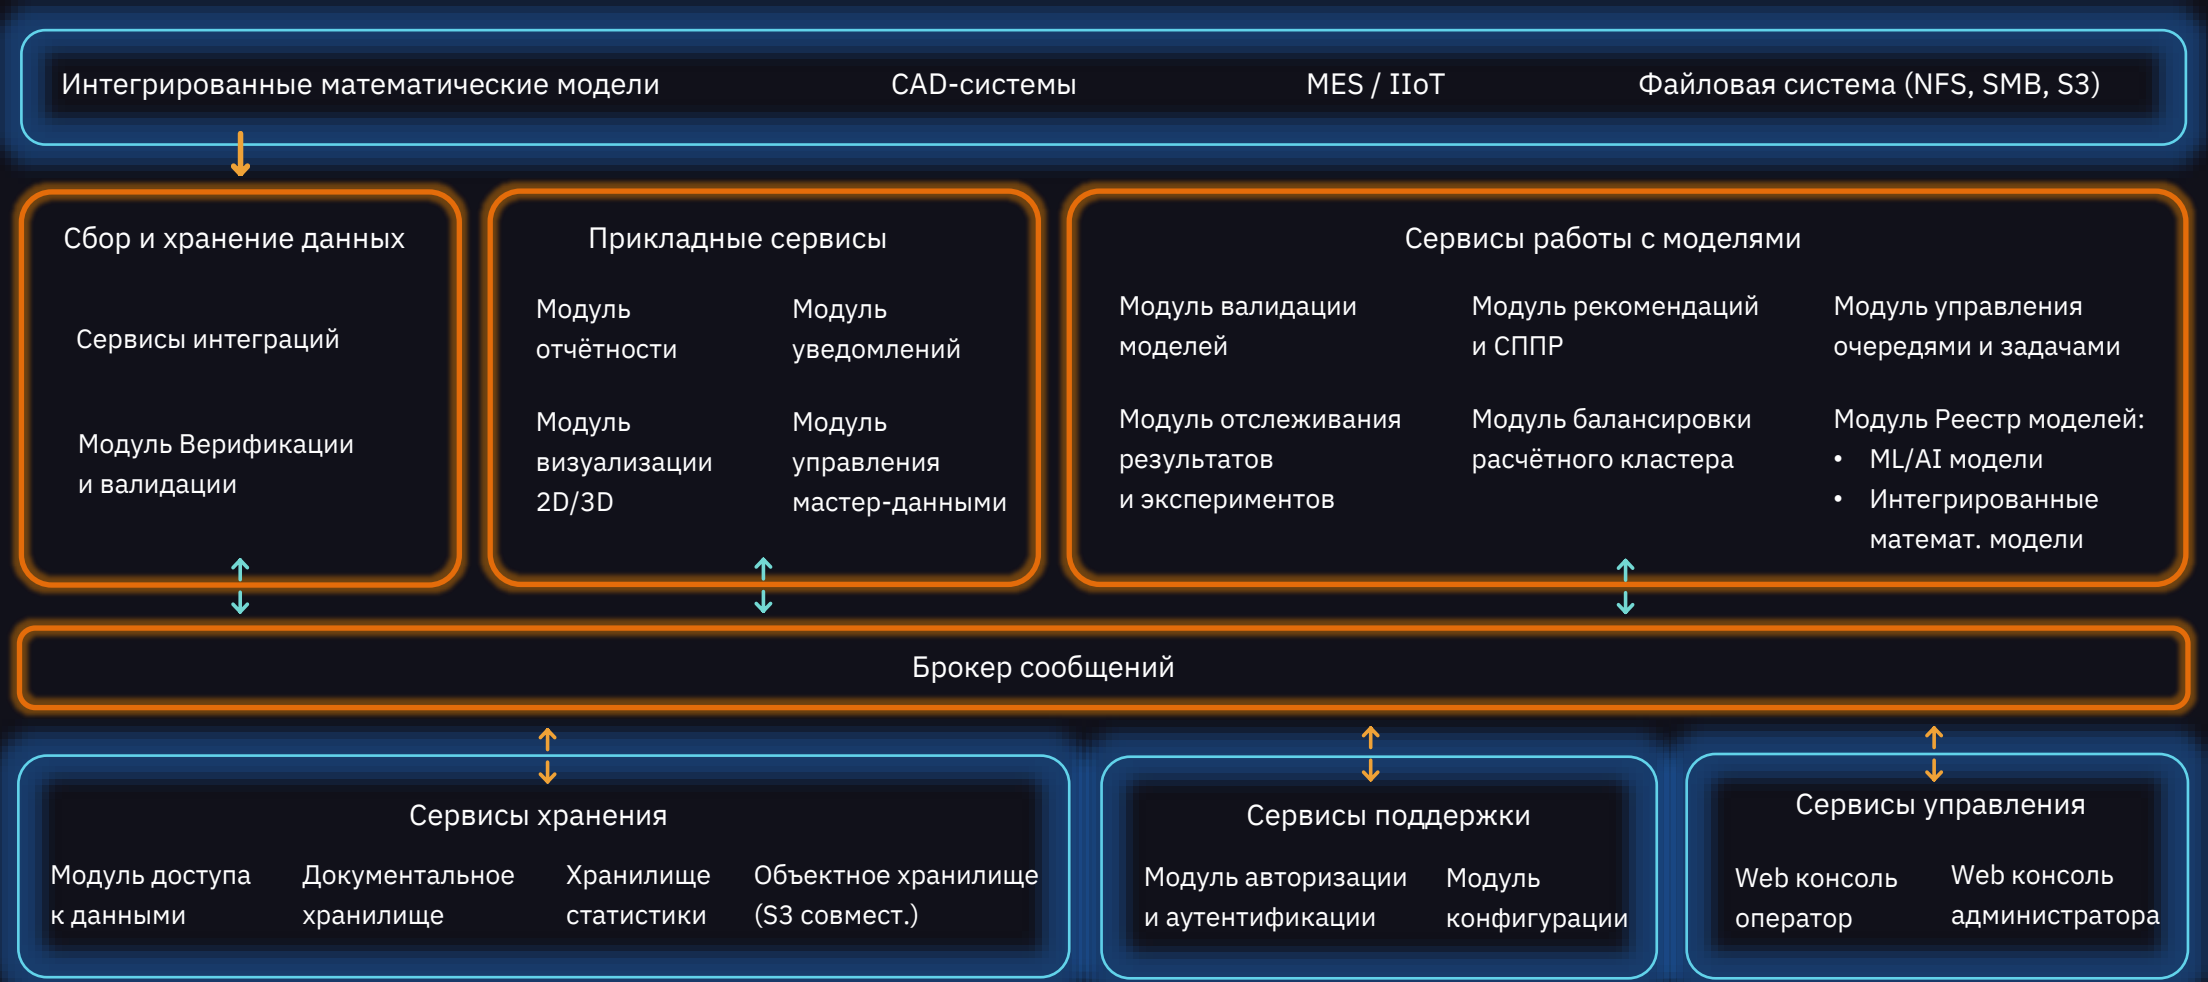 Интегрированные математические модели
CAD-системы
MES / IIoT
Файловая система (NFS, SMB, S3)
Сбор и хранение данных
Сервисы интеграций
Модуль Верификации
и валидации
Прикладные сервисы
Модуль
отчётности
Модуль
уведомлений
Модуль
визуализации
2D/3D
Модуль
управления
мастер-данными
Сервисы работы с моделями
Модуль валидации
моделей
Модуль рекомендаций
и СППР
Модуль управления
очередями и задачами
Модуль отслеживания
результатов
и экспериментов
Модуль балансировки
расчётного кластера
Модуль Реестр моделей:
• ML/AI модели
• Интегрированные
математ. модели
Брокер сообщений
Сервисы хранения
Модуль доступа
к данными
Документальное
хранилище
Хранилище
статистики
Объектное хранилище
(S3 совмест.)
Сервисы поддержки
Модуль авторизации
и аутентификации
Модуль
конфигурации
Сервисы управления
Web консоль
оператор
Web консоль
администратора